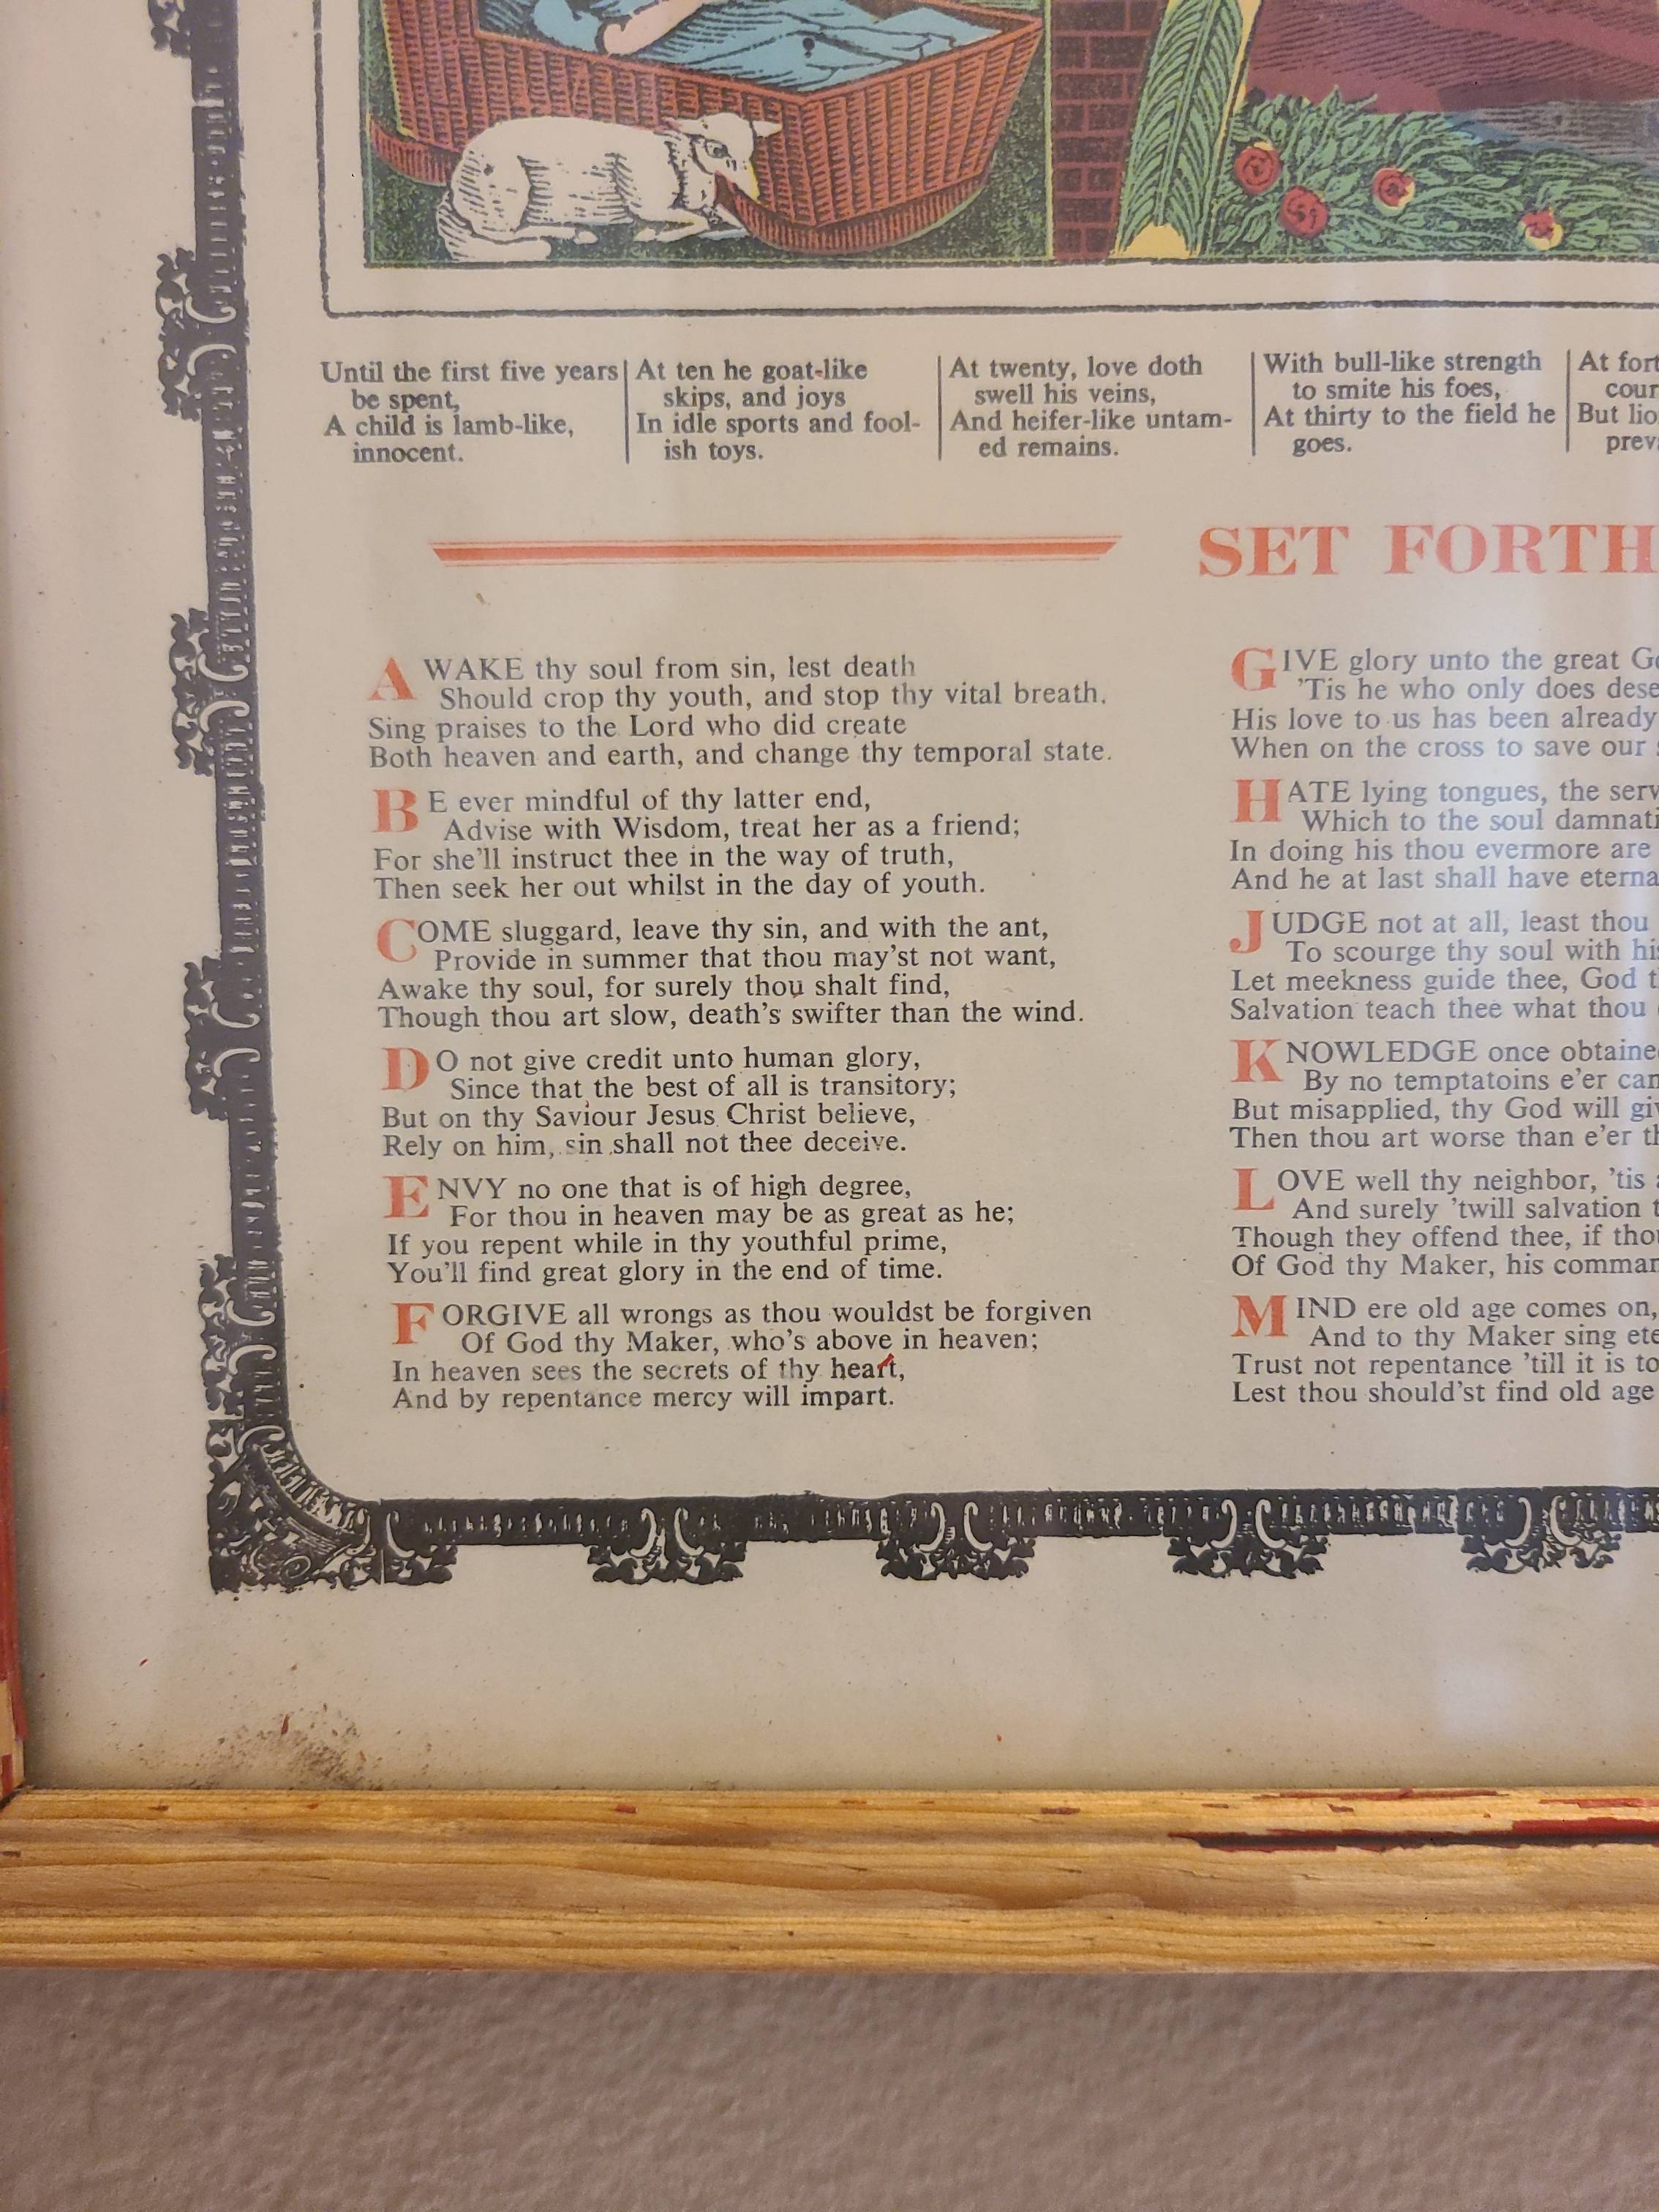 Until the first five years
be spent,
A child is lamb-like,
innocent.
At ten he goat-like
skips, and joys
In idle sports and fool-
ish toys.
At twenty, love doth
swell his veins,
And heifer-like untam-
ed remains.
With bull-like strength
to smite his foes,
At thirty to the field he
goes.
At
But
SET FORTH
AWAKE thy soul from sin, lest death
Should crop thy youth, and stop thy vital breath.
Sing praises to the Lord who did create
Both heaven and earth, and change thy temporal state.
BE ever mindful of thy latter end,
Advise with Wisdom, treat her as a friend;
For she'll instruct thee in the way of truth,
Then seek her out whilst in the day of youth.
COME sluggard, leave thy sin, and with the ant,
Provide in summer that thou may'st not want,
Awake thy soul, for surely thou shalt find,
Though thou art slow, death's swifter than the wind.
DO not give credit unto human glory,
Since that the best of all is transitory;
But on thy Saviour Jesus Christ believe,
Rely on him, sin shall not thee deceive.
ENVY no one that is of high degree,
For thou in heaven may be as great as he;
If you repent while in thy youthful prime,
You'll find great glory in the end of time.
FORGIVE all wrongs as thou wouldst be forgiven
Of God thy Maker, who's above in heaven;
In heaven sees the secrets of thy heart,
And by repentance mercy will impart.
GIVE glory unto the great
'Tis he who only does
His love to us has been already
When on the cross to save our
HATE lying tongues, the
Which to the soul
In doing his thou evermore are
And he at last shall have
JUDGE not at all, least thou
To scourge thy soul with
Let meekness guide thee, God
Salvation teach thee what thou
KNOWLEDGE once
By no temptatoins e'er
But misapplied, thy God will
Then thou art worse than e'er
LOVE well thy neighbor, 'tis
And surely 'twill salvation
Though they offend thee, if
Of God thy Maker, his
MIND ere old age comes on,
And to thy Maker sing
Trust not repentance 'till it is
Lest thou should'st find old age